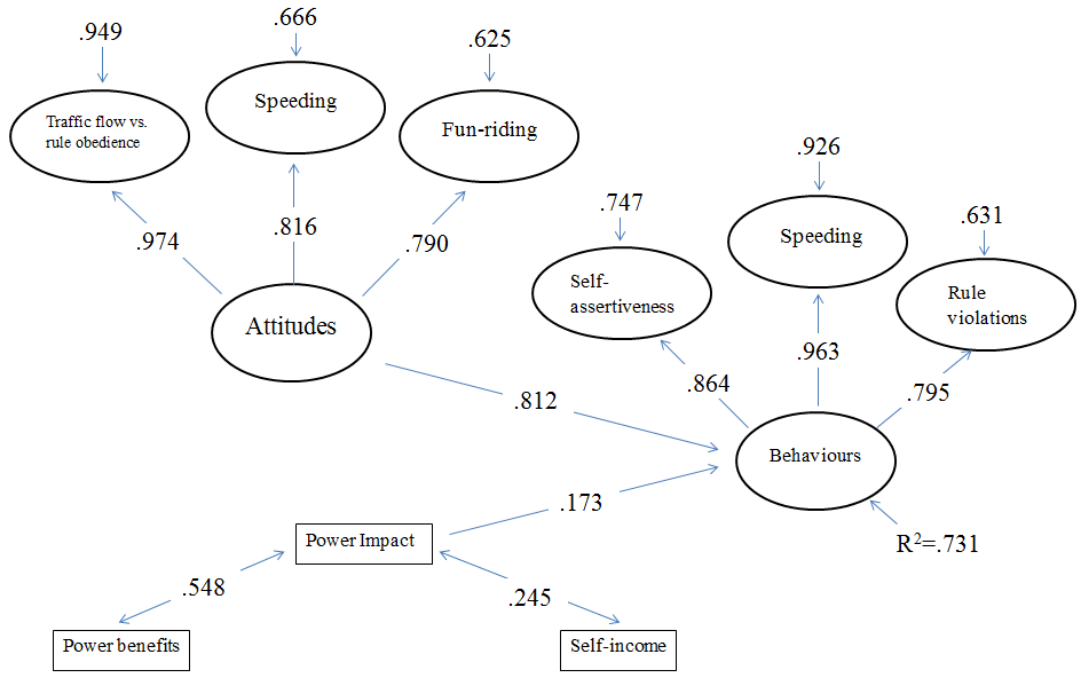 .949
.666
.625
Traffic flow vs.
rule obedience
Speeding
Fun-riding
.974
.816
.790
Attitudes
.747
.926
.631
Self-
assertiveness
Speeding
Rule
violations
.864
.963
.795
.812
Behaviours
.173
R²=.731
Power Impact
.548
.245
Power benefits
Self-income